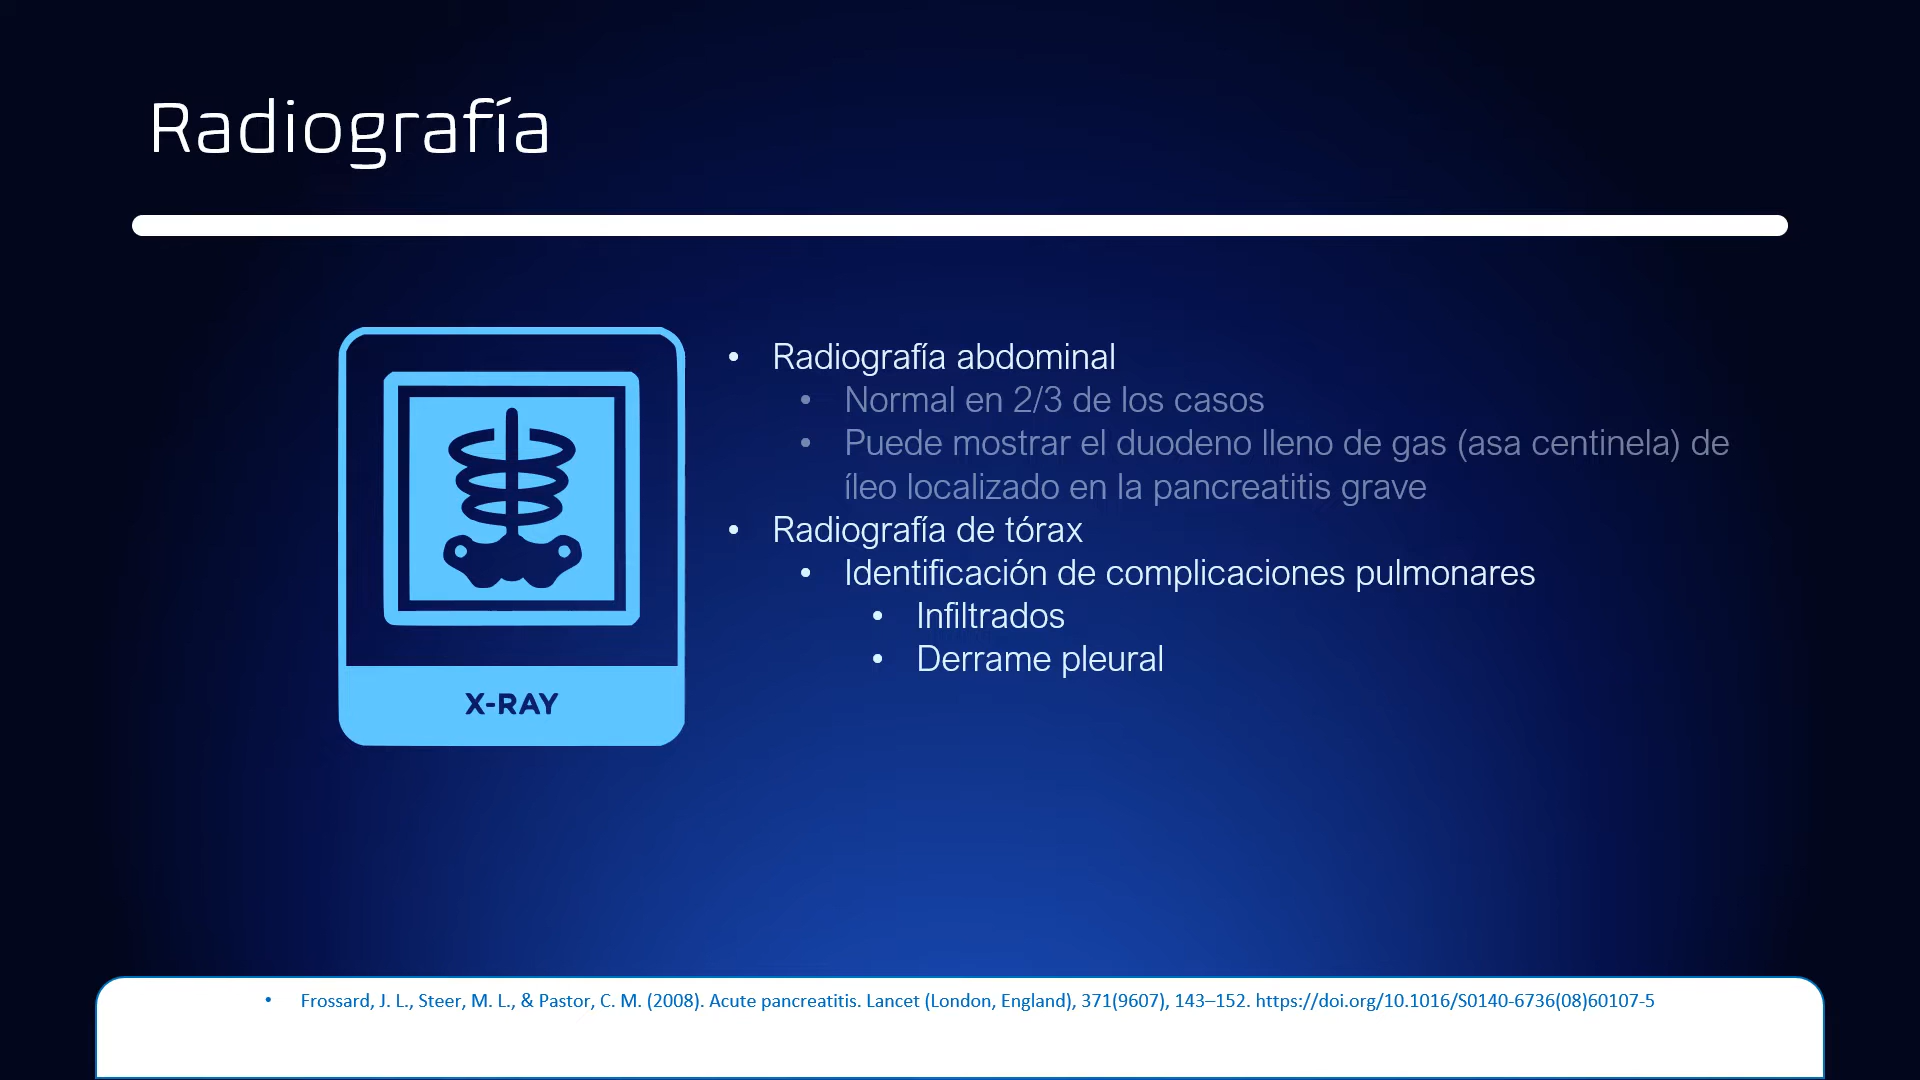 Radiografía
• Radiografía abdominal
• Normal en 2/3 de los casos
• Puede mostrar el duodeno lleno de gas (asa centinela) de
íleo localizado en la pancreatitis grave
• Radiografía de tórax
• Identificación de complicaciones pulmonares
• Infiltrados
• Derrame pleural
X-RAY
• Frossard, J. L., Steer, M. L., & Pastor, C. M. (2008). Acute pancreatitis. Lancet (London, England), 371(9607), 143–152. https://doi.org/10.1016/S0140-6736(08)60107-5